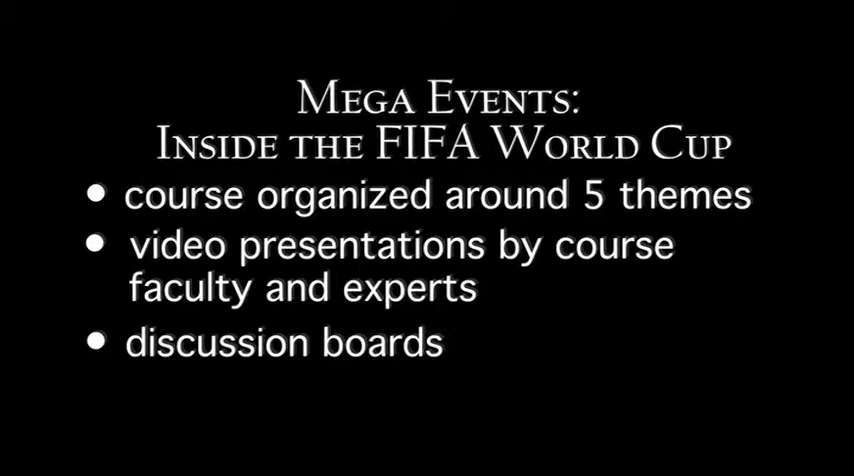 Mega Events:
Inside the FIFA World Cup
• course organized around 5 themes
• video presentations by course
faculty and experts
• discussion boards